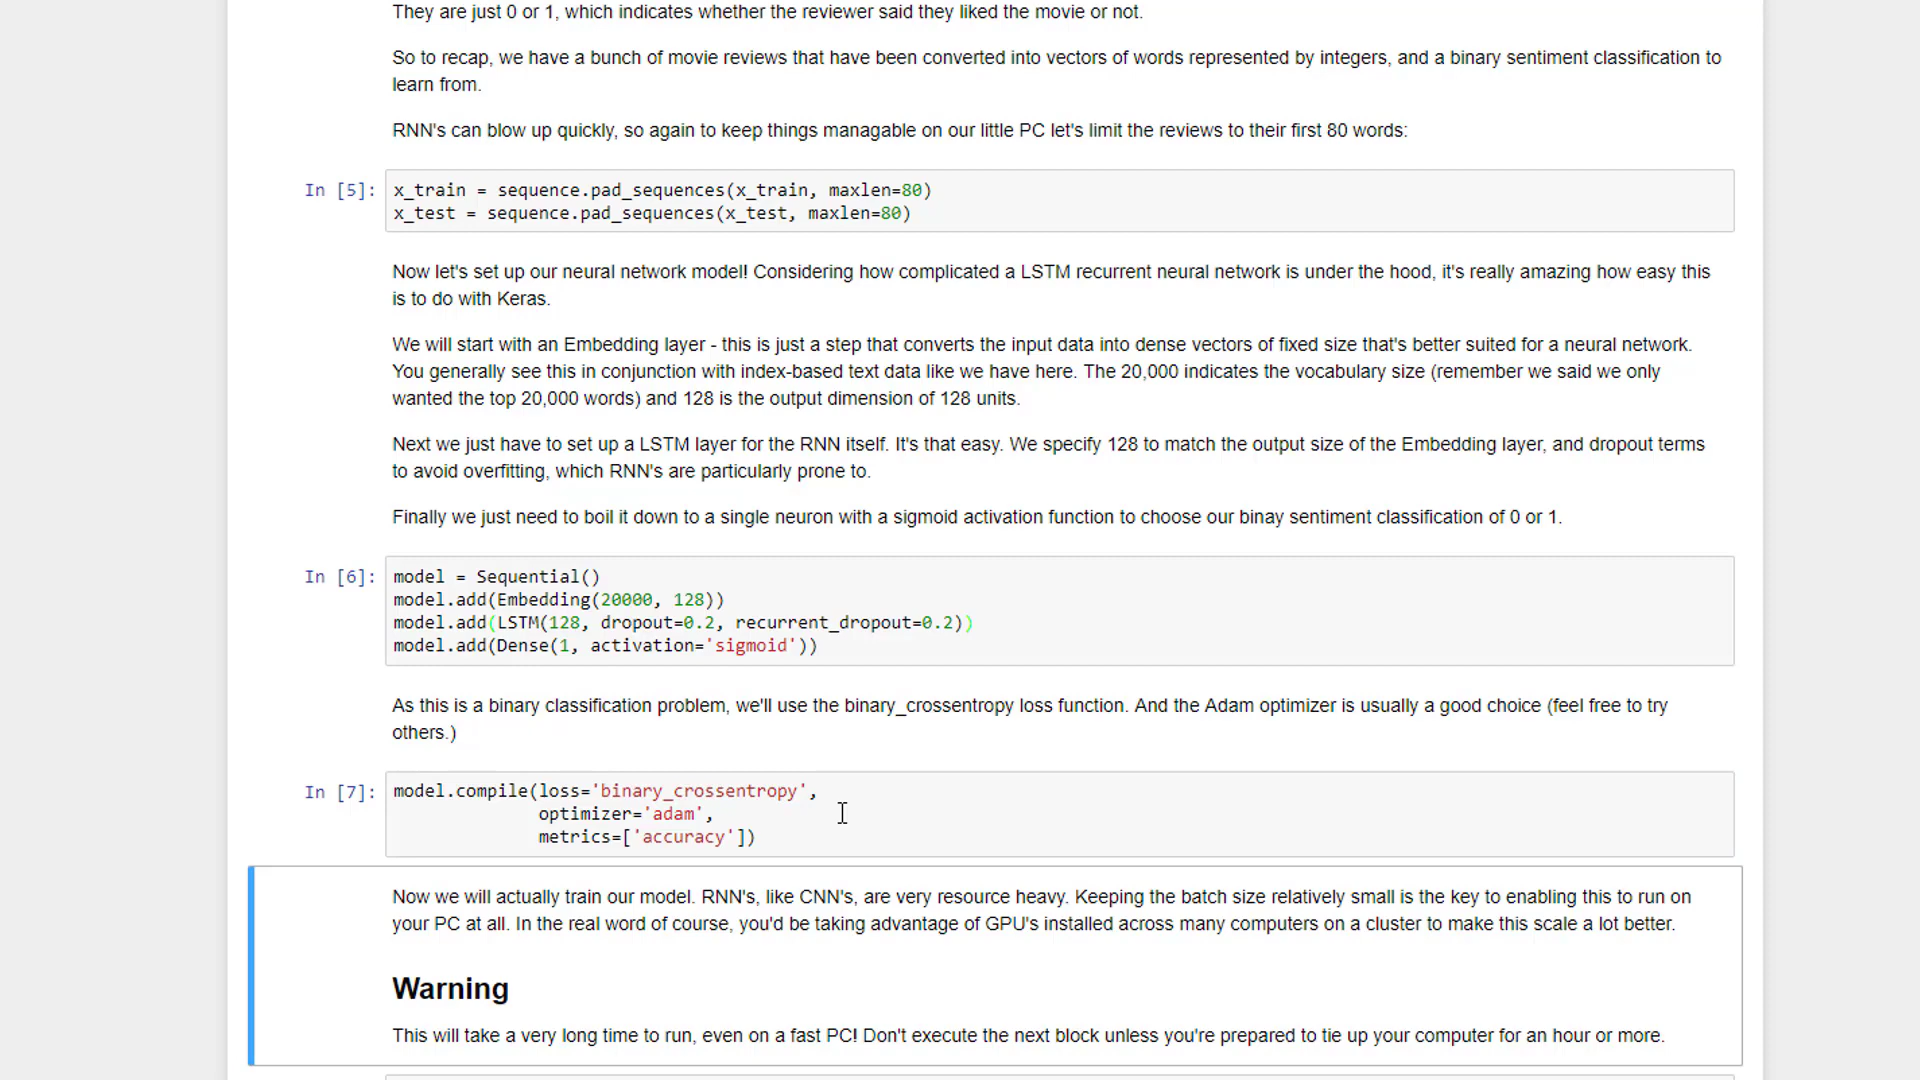 They are just 0 or 1, which indicates whether the reviewer said they liked the movie or not.
So to recap, we have a bunch of movie reviews that have been converted into vectors of words represented by integers, and a binary sentiment classification to
learn from.
RNN's can blow up quickly, so again to keep things managable on our little PC let's limit the reviews to their first 80 words:
In [5]:
x_train = sequence.pad_sequences(x_train, maxlen=80)
x_test = sequence.pad_sequences(x_test, maxlen=80)
Now let's set up our neural network model! Considering how complicated a LSTM recurrent neural network is under the hood, it's really amazing how easy this
is to do with Keras.
We will start with an Embedding layer - this is just a step that converts the input data into dense vectors of fixed size that's better suited for a neural network.
You generally see this in conjunction with index-based text data like we have here. The 20,000 indicates the vocabulary size (remember we said we only
wanted the top 20,000 words) and 128 is the output dimension of 128 units.
Next we just have to set up a LSTM layer for the RNN itself. It's that easy. We specify 128 to match the output size of the Embedding layer, and dropout terms
to avoid overfitting, which RNN's are particularly prone to.
Finally we just need to boil it down to a single neuron with a sigmoid activation function to choose our binay sentiment classification of 0 or 1.
In [6]:
model = Sequential()
model.add(Embedding(20000, 128))
model.add(LSTM(128, dropout=0.2, recurrent_dropout=0.2))
model.add(Dense(1, activation='sigmoid'))
As this is a binary classification problem, we'll use the binary_crossentropy loss function. And the Adam optimizer is usually a good choice (feel free to try
others.)
In [7]:
model.compile(loss='binary_crossentropy',
optimizer='adam',
metrics=['accuracy'])
Now we will actually train our model. RNN's, like CNN's, are very resource heavy. Keeping the batch size relatively small is the key to enabling this to run on
your PC at all. In the real word of course, you'd be taking advantage of GPU's installed across many computers on a cluster to make this scale a lot better.
Warning
This will take a very long time to run, even on a fast PC! Don't execute the next block unless you're prepared to tie up your computer for an hour or more.